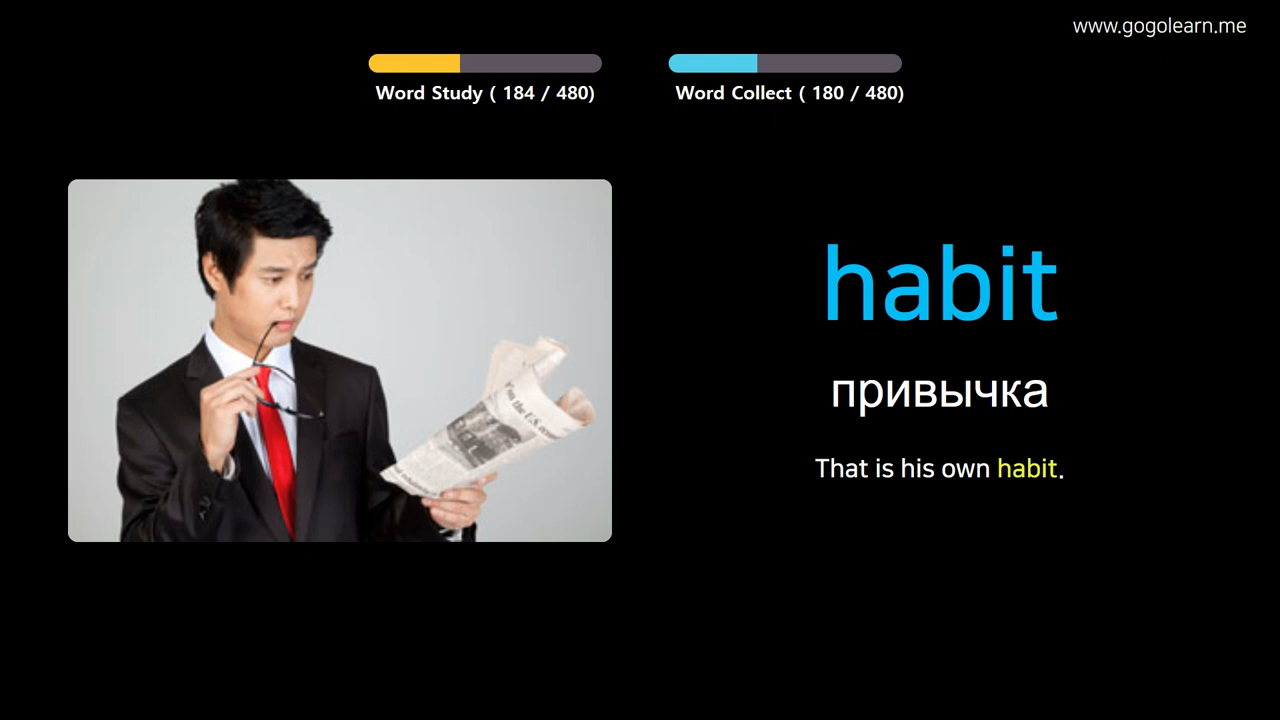 www.gogolearn.me
Word Study ( 184 / 480)
Word Collect ( 180 / 480)
habit
привычка
That is his own habit.